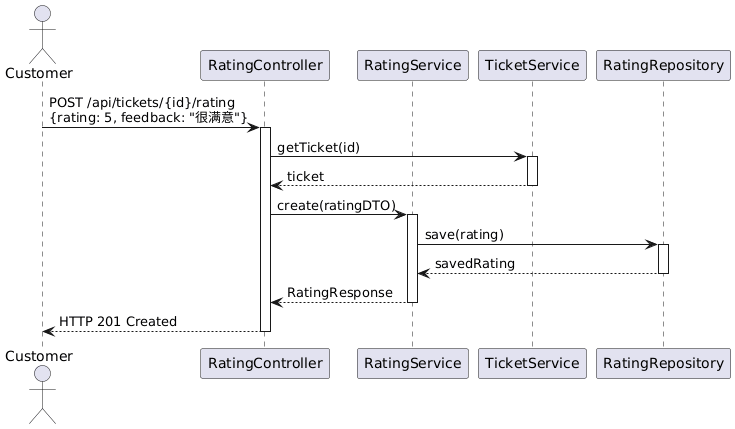 Customer
RatingController
RatingService
TicketService
RatingRepository
POST /api/tickets/{id}/rating
{rating: 5, feedback: "很满意"}
getTicket(id)
ticket
create(ratingDTO)
save(rating)
savedRating
RatingResponse
HTTP 201 Created
Customer
RatingController
RatingService
TicketService
RatingRepository